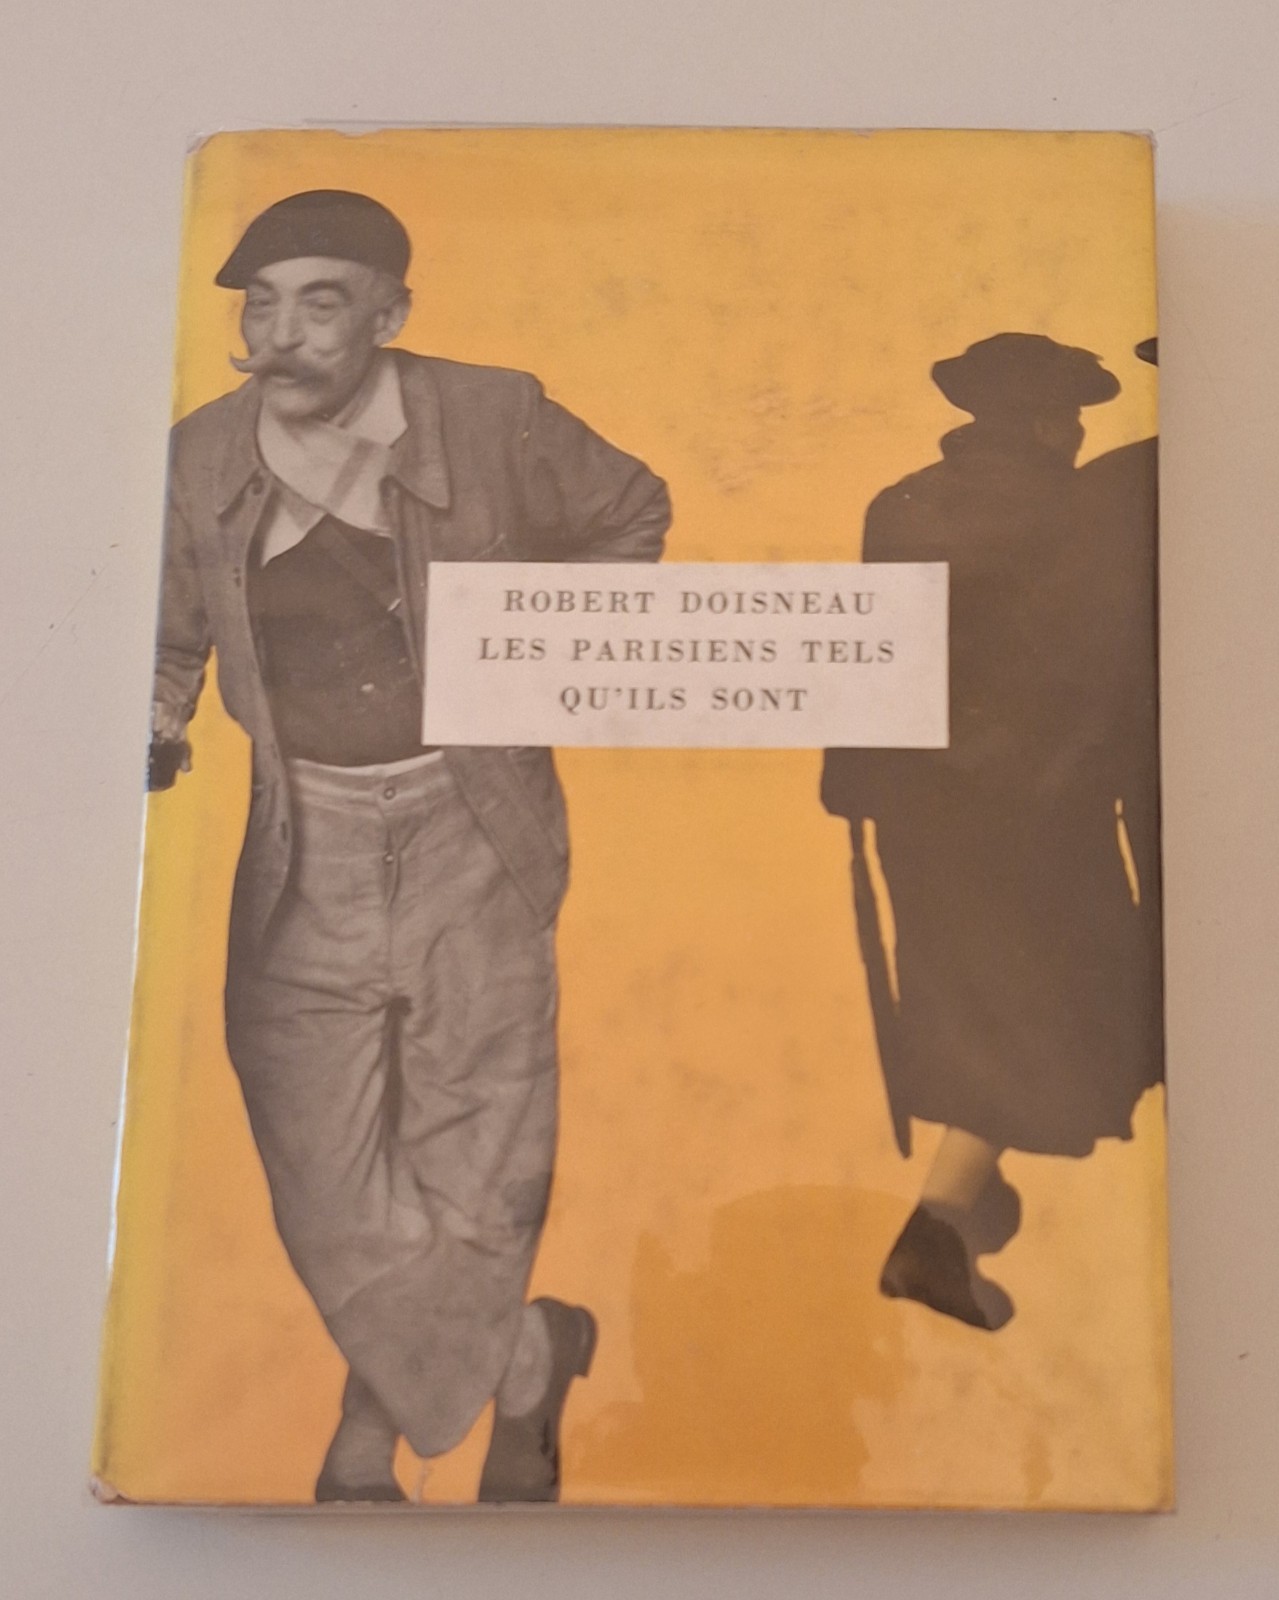 ROBERT DOISNEAU
LES PARISIENS TELS
QU'ILS SONT